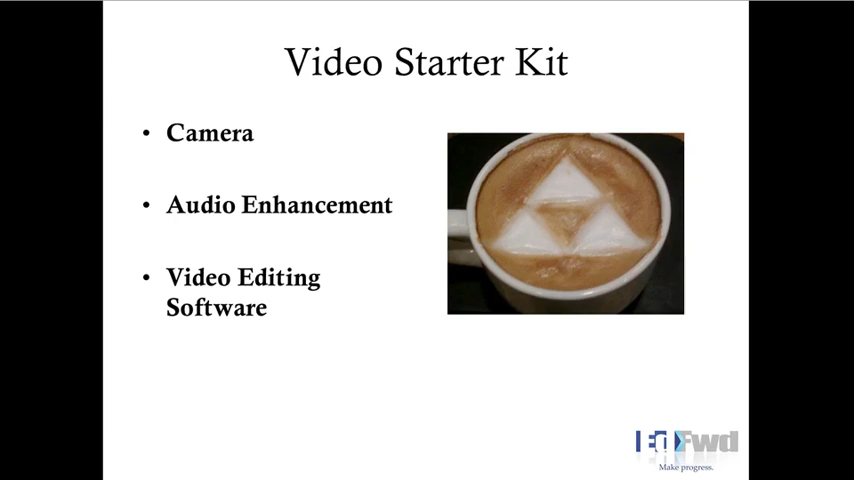 Video Starter Kit
• Camera
• Audio Enhancement
• Video Editing
Software
EdFwd
Make progress.